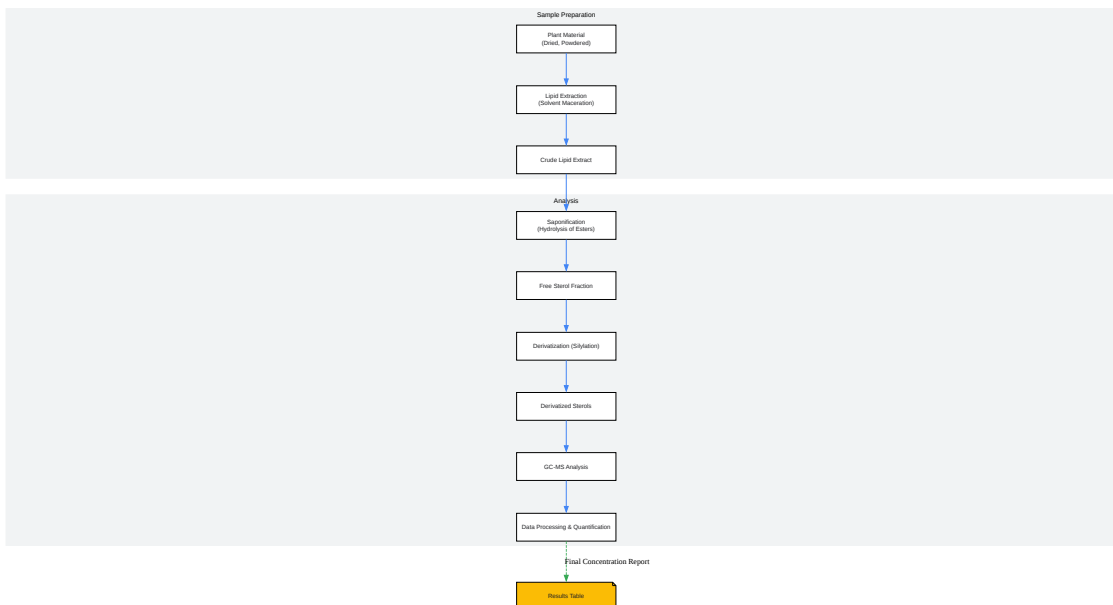 Sample Preparation
Plant Material
(Dried, Powdered)
Lipid Extraction
(Solvent Maceration)
Crude Lipid Extract
Analysis
Saponification
(Hydrolysis of Esters)
Free Sterol Fraction
Derivatization (Silylation)
Derivatized Sterols
GC-MS Analysis
Data Processing & Quantification
Final Concentration Report
Results Table